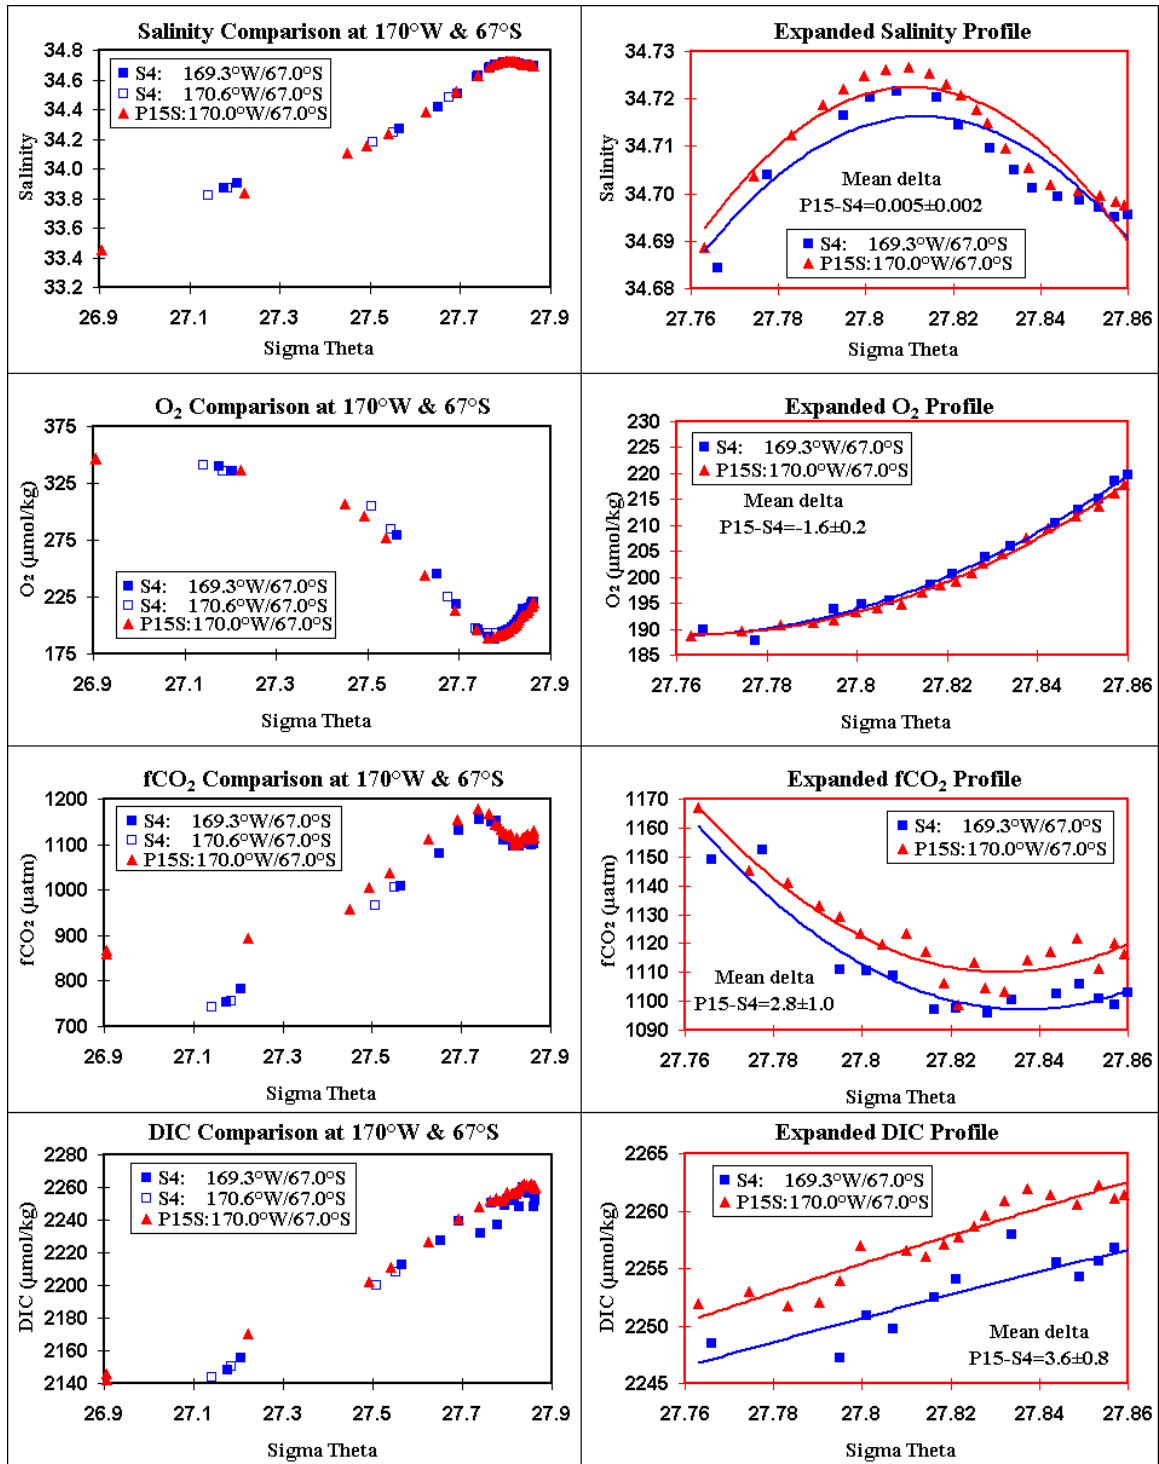 Salinity Comparison at 170°W & 67°S
34.8
34.6
34.4
34.2
34.0
33.8
33.6
33.4
33.2
Salinity
S4: 169.3°W/67.0°S
S4: 170.6°W/67.0°S
P15S:170.0°W/67.0°S
26.9 27.1 27.3 27.5 27.7 27.9
Sigma Theta
Expanded Salinity Profile
34.73
34.72
34.71
34.70
34.69
34.68
Salinity
Mean delta
P15-S4=0.005±0.002
S4: 169.3°W/67.0°S
P15S:170.0°W/67.0°S
27.76 27.78 27.8 27.82 27.84 27.86
Sigma Theta
O₂ Comparison at 170°W & 67°S
375
325
275
225
175
O₂ (µmol/kg)
S4: 169.3°W/67.0°S
S4: 170.6°W/67.0°S
P15S:170.0°W/67.0°S
26.9 27.1 27.3 27.5 27.7 27.9
Sigma Theta
Expanded O₂ Profile
230
225
220
215
210
205
200
195
190
185
O₂ (µmol/kg)
S4: 169.3°W/67.0°S
P15S:170.0°W/67.0°S
Mean delta
P15-S4=-1.6±0.2
27.76 27.78 27.8 27.82 27.84 27.86
Sigma Theta
fCO₂ Comparison at 170°W & 67°S
1200
1100
1000
900
800
700
fCO₂ (µatm)
S4: 169.3°W/67.0°S
S4: 170.6°W/67.0°S
P15S:170.0°W/67.0°S
26.9 27.1 27.3 27.5 27.7 27.9
Sigma Theta
Expanded fCO₂ Profile
1170
1160
1150
1140
1130
1120
1110
1100
1090
fCO₂ (µatm)
S4: 169.3°W/67.0°S
P15S:170.0°W/67.0°S
Mean delta
P15-S4=2.8±1.0
27.76 27.78 27.8 27.82 27.84 27.86
Sigma Theta
DIC Comparison at 170°W & 67°S
2280
2260
2240
2220
2200
2180
2160
2140
DIC (µmol/kg)
S4: 169.3°W/67.0°S
S4: 170.6°W/67.0°S
P15S:170.0°W/67.0°S
26.9 27.1 27.3 27.5 27.7 27.9
Sigma Theta
Expanded DIC Profile
2265
2260
2255
2250
2245
DIC (µmol/kg)
S4: 169.3°W/67.0°S
P15S:170.0°W/67.0°S
Mean delta
P15-S4=3.6±0.8
27.76 27.78 27.8 27.82 27.84 27.86
Sigma Theta